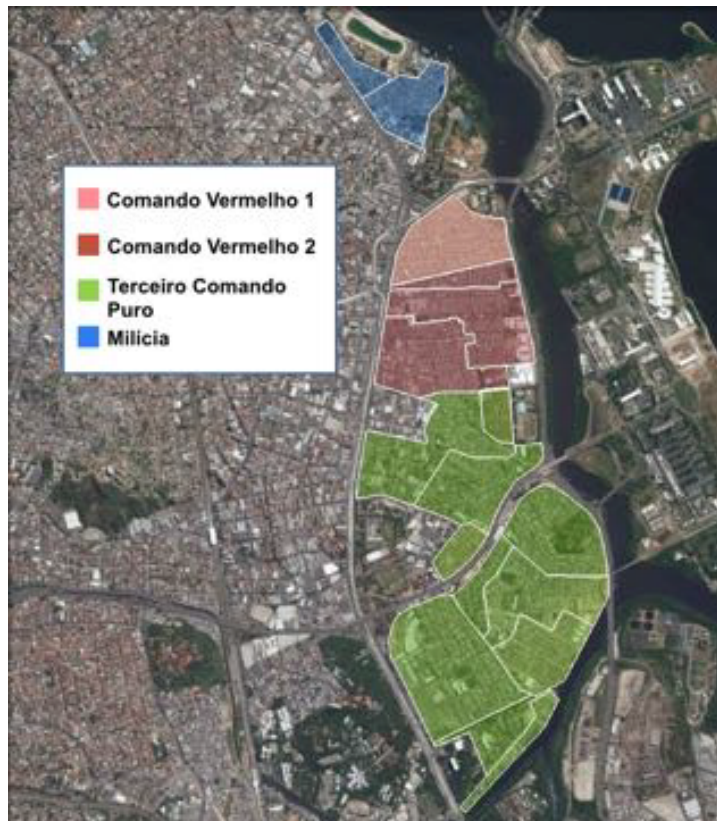 Comando Vermelho 1
Comando Vermelho 2
Terceiro Comando
Puro
Milícia